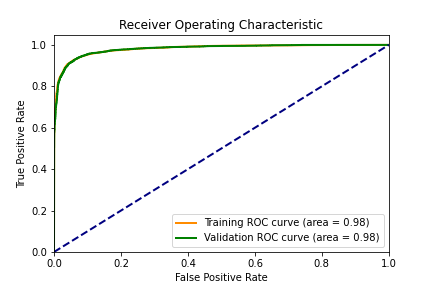 Receiver Operating Characteristic
1.0
0.8
0.6
0.4
0.2
0.0
True Positive Rate
Training ROC curve (area = 0.98)
Validation ROC curve (area = 0.98)
0.0 0.2 0.4 0.6 0.8 1.0
False Positive Rate